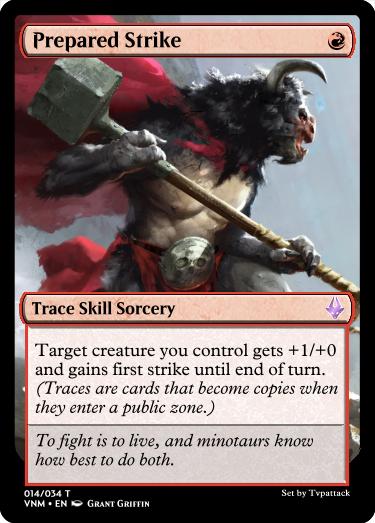 Prepared Strike
Trace Skill Sorcery
Target creature you control gets +1/+0
and gains first strike until end of turn.
(Traces are cards that become copies when
they enter a public zone.)
To fight is to live, and minotaurs know
how best to do both.
014/034 T
Set by Tvpattack
VNM • EN GRANT GRIFFIN